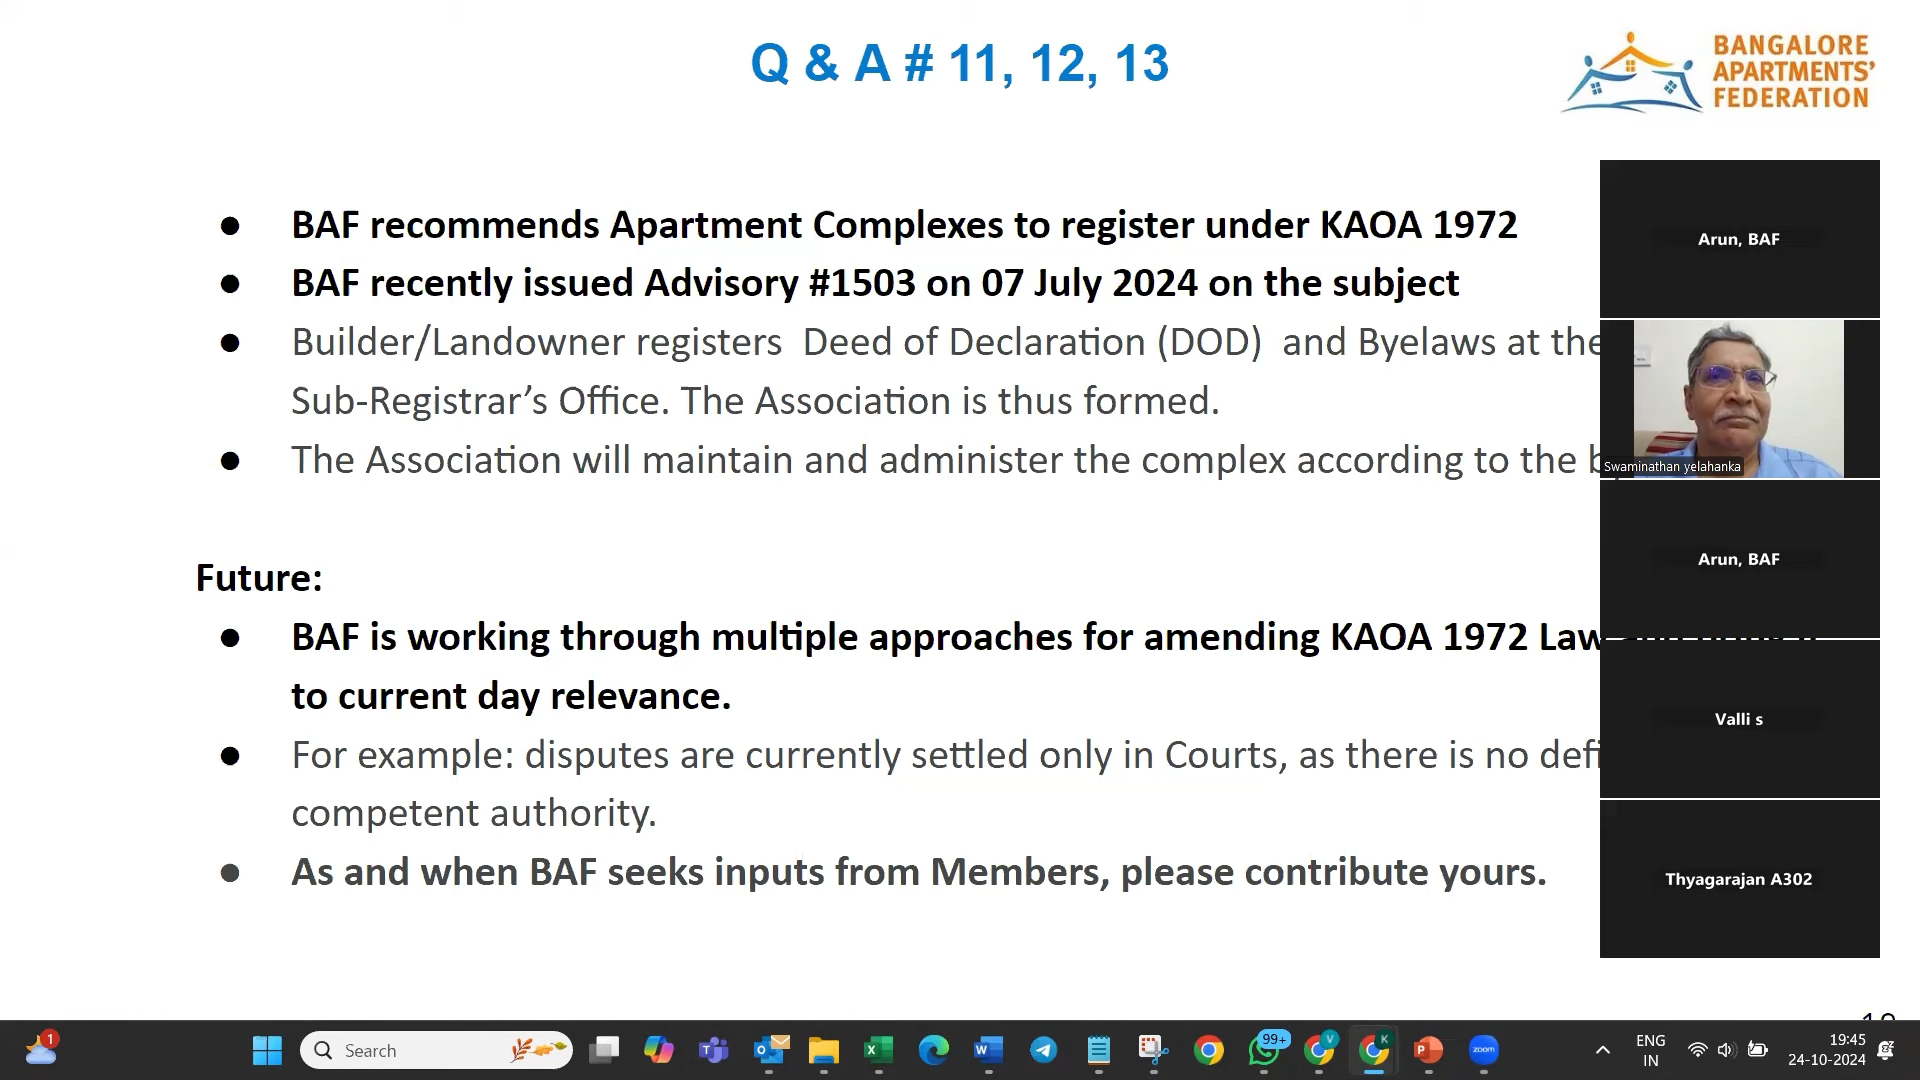 Q & A # 11, 12, 13
BANGALORE
APARTMENTS'
FEDERATION
● BAF recommends Apartment Complexes to register under KAOA 1972
● BAF recently issued Advisory #1503 on 07 July 2024 on the subject
● Builder/Landowner registers Deed of Declaration (DOD) and Byelaws at the
Sub-Registrar’s Office. The Association is thus formed.
● The Association will maintain and administer the complex according to the
Future:
● BAF is working through multiple approaches for amending KAOA 1972 Law
to current day relevance.
● For example: disputes are currently settled only in Courts, as there is no
competent authority.
● As and when BAF seeks inputs from Members, please contribute yours.
Arun, BAF
Swaminathan yelahanka
Arun, BAF
Valli s
Thyagarajan A302
1
Search
99+
V
K
zoom
ENG
IN
19:45
24-10-2024